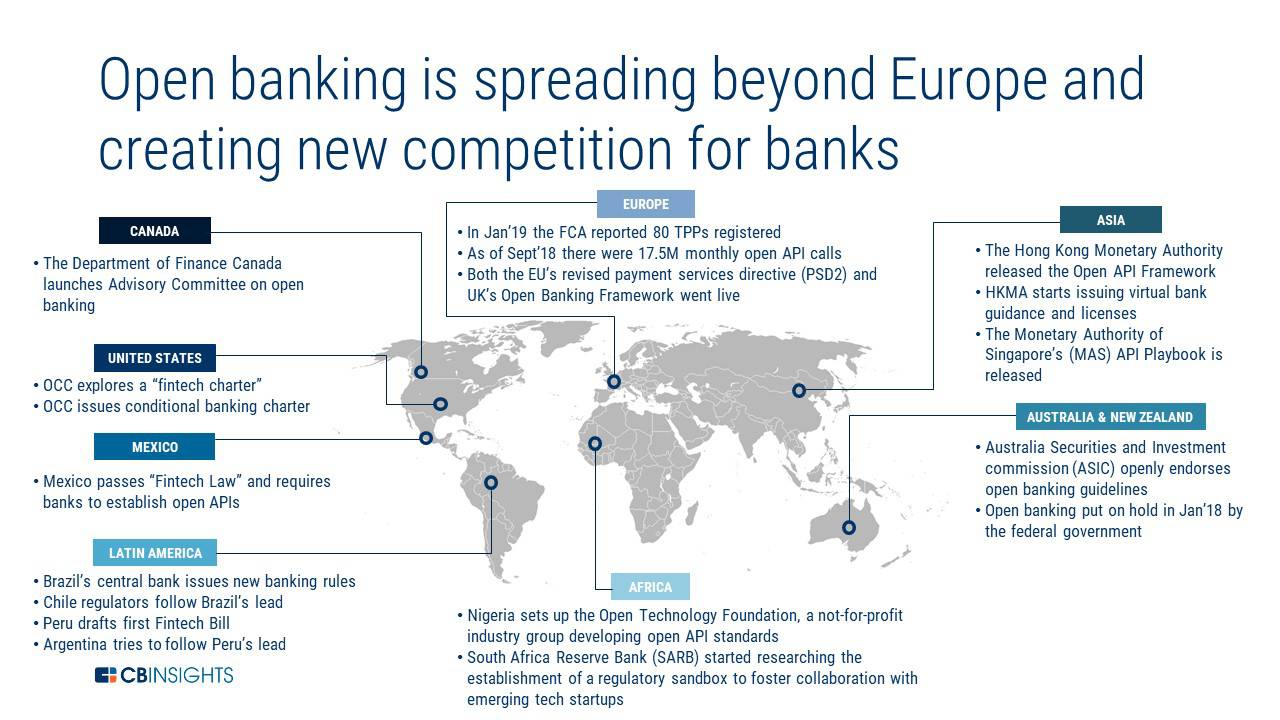 Open banking is spreading beyond Europe and
creating new competition for banks
CANADA
• The Department of Finance Canada
launches Advisory Committee on open
banking
UNITED STATES
• OCC explores a “fintech charter”
• OCC issues conditional banking charter
MEXICO
• Mexico passes “Fintech Law” and requires
banks to establish open APIs
LATIN AMERICA
• Brazil’s central bank issues new banking rules
• Chile regulators follow Brazil’s lead
• Peru drafts first Fintech Bill
• Argentina tries to follow Peru’s lead
EUROPE
• In Jan’19 the FCA reported 80 TPPs registered
• As of Sept’18 there were 17.5M monthly open API calls
• Both the EU’s revised payment services directive (PSD2) and
UK’s Open Banking Framework went live
AFRICA
• Nigeria sets up the Open Technology Foundation, a not-for-profit
industry group developing open API standards
• South Africa Reserve Bank (SARB) started researching the
establishment of a regulatory sandbox to foster collaboration with
emerging tech startups
ASIA
• The Hong Kong Monetary Authority
released the Open API Framework
• HKMA starts issuing virtual bank
guidance and licenses
• The Monetary Authority of
Singapore’s (MAS) API Playbook is
released
AUSTRALIA & NEW ZEALAND
• Australia Securities and Investment
commission (ASIC) openly endorses
open banking guidelines
• Open banking put on hold in Jan’18 by
the federal government
CBINSIGHTS